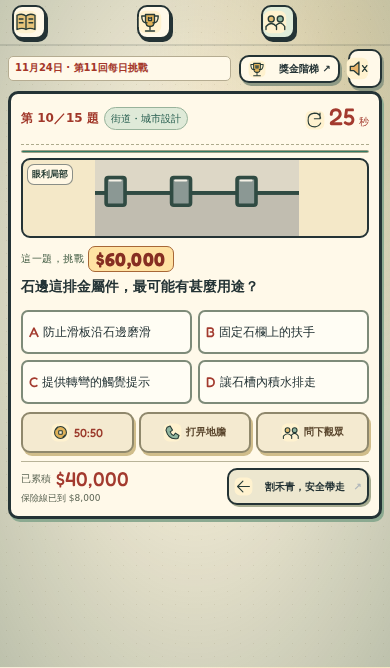 11月24日・第11回每日挑戰
獎金階梯 ↗
第 10／15 題
街道・城市設計
25 秒
眼利局部
這一題，挑戰 $60,000
石邊這排金屬件，最可能有甚麼用途？
A 防止滑板沿石邊磨滑
B 固定石欄上的扶手
C 提供轉彎的觸覺提示
D 讓石槽內積水排走
50:50
打畀地膽
問下觀眾
已累積 $40,000
保險線已到 $8,000
割禾青，安全帶走 ↗